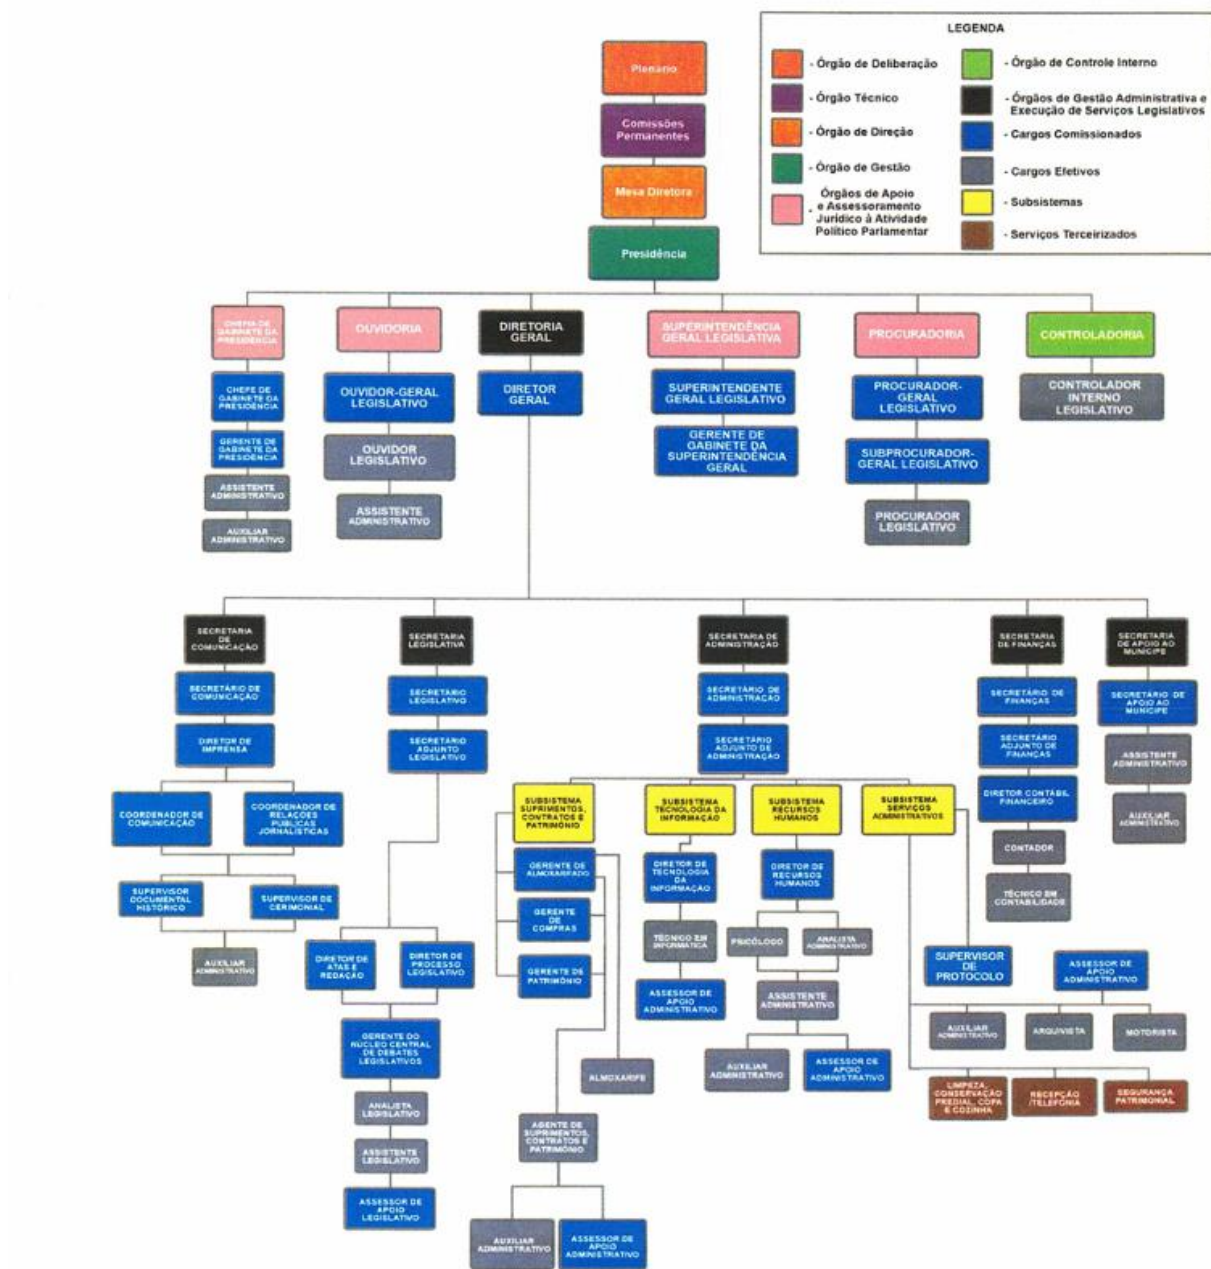 LEGENDA
- Órgão de Deliberação
- Órgão Técnico
- Órgão de Direção
- Órgão de Gestão
Órgãos de Apoio
- e Assessoramento
Jurídico à Atividade
Político Parlamentar
- Órgão de Controle Interno
- Órgãos de Gestão Administrativa e
Execução de Serviços Legislativos
- Cargos Comissionados
- Cargos Efetivos
- Subsistemas
- Serviços Terceirizados
Plenário
Comissões
Permanentes
Mesa Diretora
Presidência
CHEFIA DE
GABINETE DA
PRESIDÊNCIA
OUVIDORIA
DIRETORIA
GERAL
SUPERINTENDÊNCIA
GERAL LEGISLATIVA
PROCURADORIA
CONTROLADORIA
CHEFE DE
GABINETE DA
PRESIDÊNCIA
OUVIDOR-GERAL
LEGISLATIVO
DIRETOR
GERAL
SUPERINTENDENTE
GERAL LEGISLATIVO
PROCURADOR-
GERAL
LEGISLATIVO
CONTROLADOR
INTERNO
LEGISLATIVO
GERENTE DE
GABINETE DA
PRESIDÊNCIA
OUVIDOR
LEGISLATIVO
GERENTE DE
GABINETE DA
SUPERINTENDÊNCIA
GERAL
SUBPROCURADOR-
GERAL LEGISLATIVO
ASSISTENTE
ADMINISTRATIVO
ASSISTENTE
ADMINISTRATIVO
PROCURADOR
LEGISLATIVO
AUXILIAR
ADMINISTRATIVO
SECRETARIA
DE
COMUNICAÇÃO
SECRETARIA
LEGISLATIVA
SECRETARIA DE
ADMINISTRAÇÃO
SECRETARIA
DE FINANÇAS
SECRETARIA
DE APOIO AO
MUNÍCIPE
SECRETÁRIO DE
COMUNICAÇÃO
SECRETÁRIO
LEGISLATIVO
SECRETÁRIO DE
ADMINISTRAÇÃO
SECRETÁRIO DE
FINANÇAS
SECRETÁRIO DE
APOIO AO
MUNÍCIPE
DIRETOR DE
IMPRENSA
SECRETÁRIO
ADJUNTO
LEGISLATIVO
SECRETÁRIO
ADJUNTO DE
ADMINISTRAÇÃO
SECRETÁRIO
ADJUNTO DE
FINANÇAS
ASSISTENTE
ADMINISTRATIVO
COORDENADOR DE
COMUNICAÇÃO
COORDENADOR DE
RELAÇÕES
PÚBLICAS
JORNALÍSTICAS
SUBSISTEMA
SUPRIMENTOS,
CONTRATOS E
PATRIMÔNIO
SUBSISTEMA
TECNOLOGIA DA
INFORMAÇÃO
SUBSISTEMA
RECURSOS
HUMANOS
SUBSISTEMA
SERVIÇOS
ADMINISTRATIVOS
DIRETOR CONTÁBIL
FINANCEIRO
AUXILIAR
ADMINISTRATIVO
CONTADOR
SUPERVISOR
DOCUMENTAL
HISTÓRICO
SUPERVISOR DE
CERIMONIAL
GERENTE DE
ALMOXARIFADO
DIRETOR DE
TECNOLOGIA
DA
INFORMAÇÃO
DIRETOR DE
RECURSOS
HUMANOS
TÉCNICO EM
CONTABILIDADE
GERENTE
DE
COMPRAS
AUXILIAR
ADMINISTRATIVO
DIRETOR DE
ATAS E
REDAÇÃO
DIRETOR DE
PROCESSO
LEGISLATIVO
GERENTE DE
PATRIMÔNIO
TÉCNICO EM
INFORMÁTICA
PSICÓLOGO
ANALISTA
ADMINISTRATIVO
SUPERVISOR
DE
PROTOCOLO
ASSESSOR DE
APOIO
ADMINISTRATIVO
ASSESSOR DE
APOIO
ADMINISTRATIVO
ASSISTENTE
ADMINISTRATIVO
GERENTE DO
NÚCLEO CENTRAL
DE DEBATES
LEGISLATIVOS
AUXILIAR
ADMINISTRATIVO
ARQUIVISTA
MOTORISTA
ALMOXARIFE
AUXILIAR
ADMINISTRATIVO
ASSESSOR DE
APOIO
ADMINISTRATIVO
LIMPEZA,
CONSERVAÇÃO
PREDIAL, COPA
E COZINHA
RECEPÇÃO
/TELEFONIA
SEGURANÇA
PATRIMONIAL
ANALISTA
LEGISLATIVO
AGENTE DE
SUPRIMENTOS,
CONTRATOS E
PATRIMÔNIO
ASSISTENTE
LEGISLATIVO
ASSESSOR DE
APOIO
LEGISLATIVO
AUXILIAR
ADMINISTRATIVO
ASSESSOR DE
APOIO
ADMINISTRATIVO